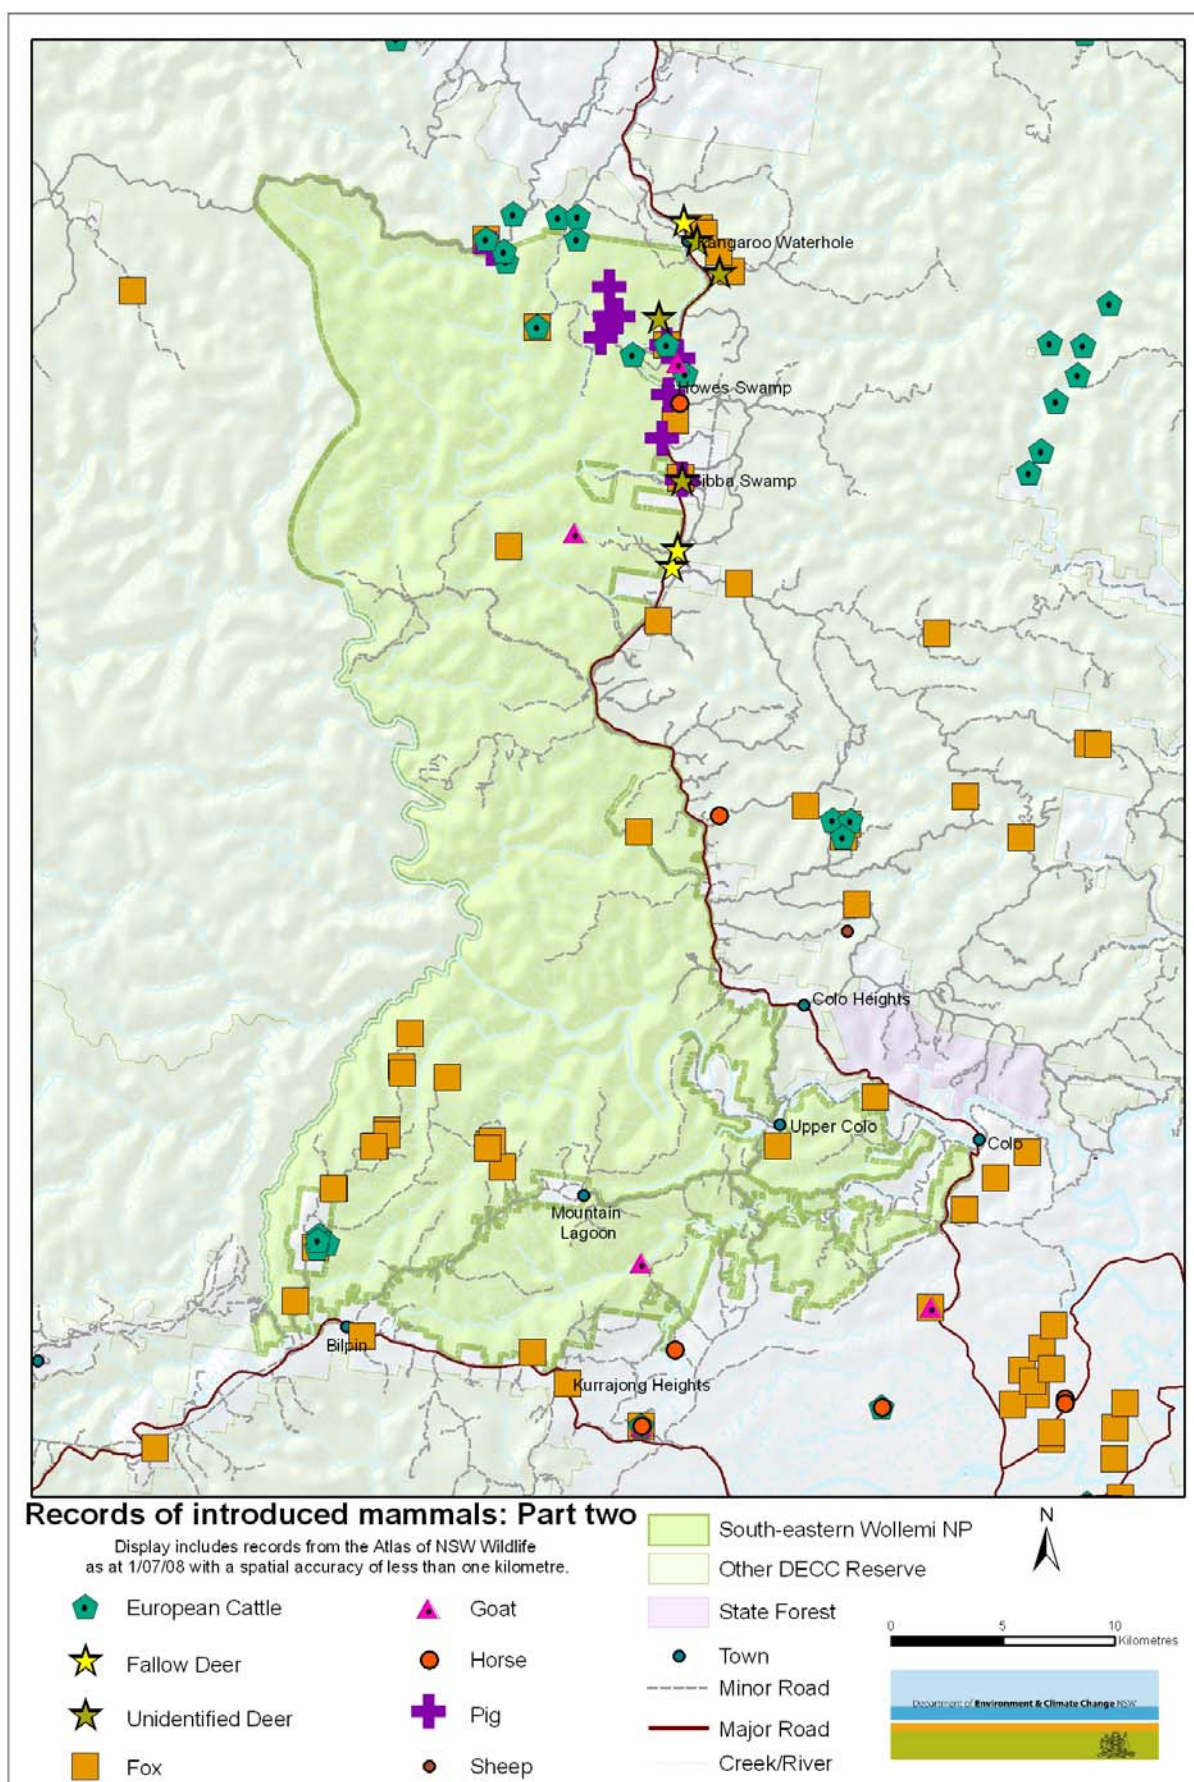 Kangaroo Waterhole
Howes Swamp
Gibba Swamp
Colo Heights
Upper Colo
Colo
Mountain
Lagoon
Bilpin
Kurrajong Heights
Records of introduced mammals: Part two
Display includes records from the Atlas of NSW Wildlife
as at 1/07/08 with a spatial accuracy of less than one kilometre.
European Cattle
Fallow Deer
Unidentified Deer
Fox
Goat
Horse
Pig
Sheep
South-eastern Wollemi NP
Other DECC Reserve
State Forest
Town
Minor Road
Major Road
Creek/River
N
0 5 10
Kilometres
Department of Environment & Climate Change NSW